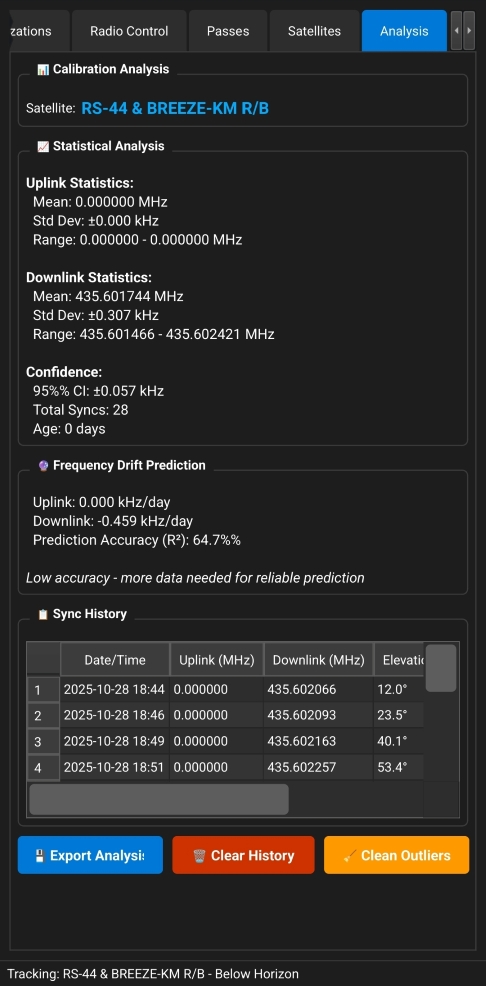 zations Radio Control Passes Satellites Analysis
Calibration Analysis
Satellite: RS-44 & BREEZE-KM R/B
Statistical Analysis
Uplink Statistics:
Mean: 0.000000 MHz
Std Dev: ±0.000 kHz
Range: 0.000000 - 0.000000 MHz
Downlink Statistics:
Mean: 435.601744 MHz
Std Dev: ±0.307 kHz
Range: 435.601466 - 435.602421 MHz
Confidence:
95%% CI: ±0.057 kHz
Total Syncs: 28
Age: 0 days
Frequency Drift Prediction
Uplink: 0.000 kHz/day
Downlink: -0.459 kHz/day
Prediction Accuracy (R²): 64.7%%
Low accuracy - more data needed for reliable prediction
Sync History
Date/Time Uplink (MHz) Downlink (MHz) Elevatic
1 2025-10-28 18:44 0.000000 435.602066 12.0°
2 2025-10-28 18:46 0.000000 435.602093 23.5°
3 2025-10-28 18:49 0.000000 435.602163 40.1°
4 2025-10-28 18:51 0.000000 435.602257 53.4°
Export Analysis Clear History Clean Outliers
Tracking: RS-44 & BREEZE-KM R/B - Below Horizon